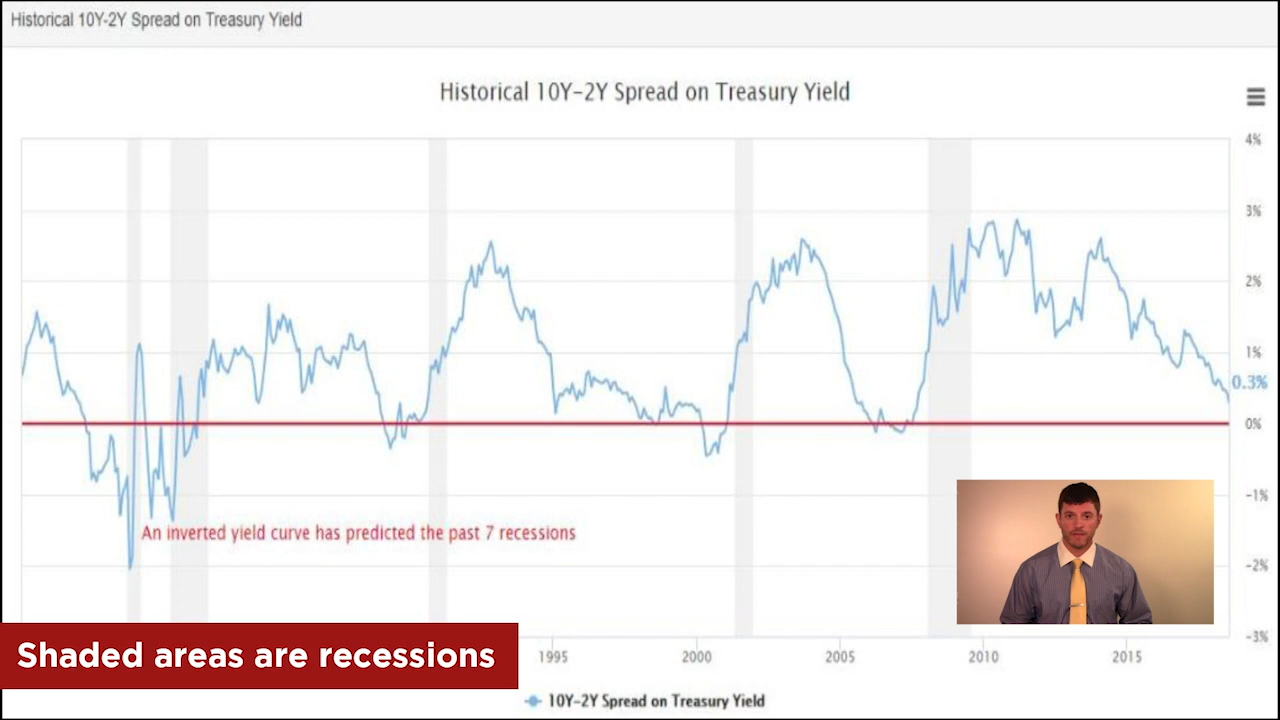 Historical 10Y-2Y Spread on Treasury Yield
Historical 10Y-2Y Spread on Treasury Yield
4%
3%
2%
1%
0.3%
0%
-1%
An inverted yield curve has predicted the past 7 recessions
-2%
-3%
Shaded areas are recessions
1995 2000 2005 2010 2015
10Y-2Y Spread on Treasury Yield